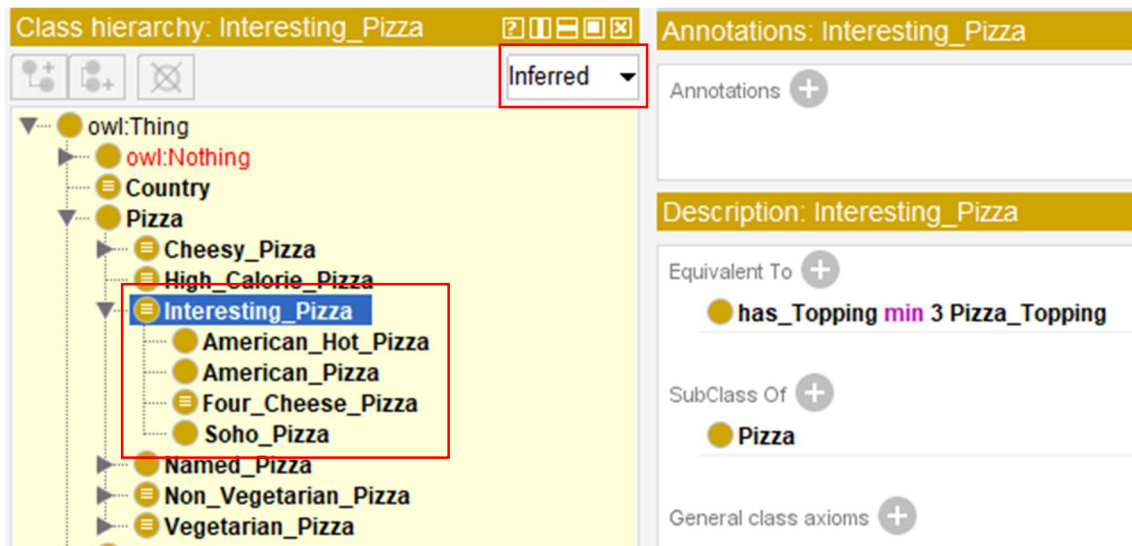 Class hierarchy: Interesting_Pizza
Inferred
owl:Thing
owl:Nothing
Country
Pizza
Cheesy_Pizza
High_Calorie_Pizza
Interesting_Pizza
American_Hot_Pizza
American_Pizza
Four_Cheese_Pizza
Soho_Pizza
Named_Pizza
Non_Vegetarian_Pizza
Vegetarian_Pizza
Annotations: Interesting_Pizza
Annotations
Description: Interesting_Pizza
Equivalent To
has_Topping min 3 Pizza_Topping
SubClass Of
Pizza
General class axioms